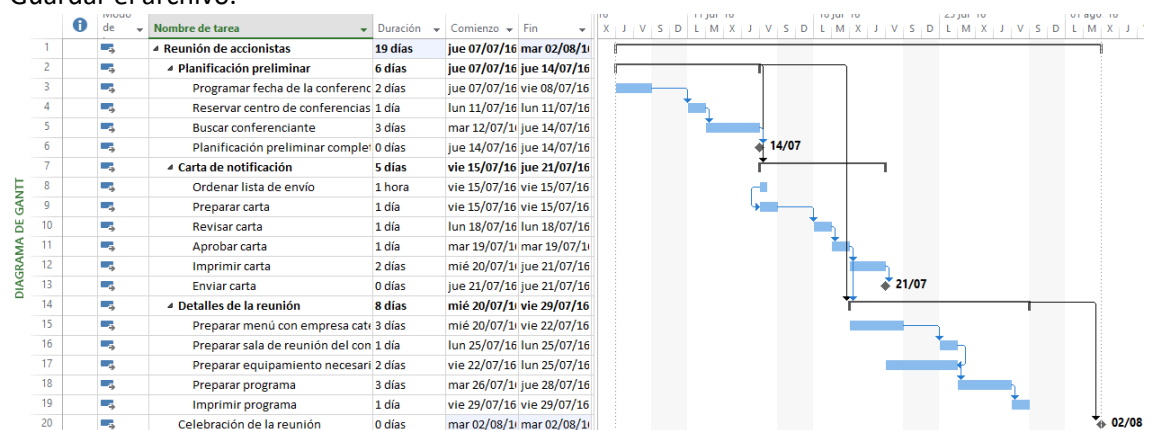 Guardar el archivo.
Modo de
Nombre de tarea Duración Comienzo Fin
11 jul '16 18 jul '16 25 jul '16 01 ago '16
X J V S D L M X J V S D L M X J V S D L M X J V S D L M X J
1 Reunión de accionistas 19 días jue 07/07/16 mar 02/08/1
2 Planificación preliminar 6 días jue 07/07/16 jue 14/07/16
3 Programar fecha de la conferenc 2 días jue 07/07/16 vie 08/07/16
4 Reservar centro de conferencias 1 día lun 11/07/16 lun 11/07/16
5 Buscar conferenciante 3 días mar 12/07/1 jue 14/07/16
6 Planificación preliminar complet 0 días jue 14/07/16 jue 14/07/16 14/07
7 Carta de notificación 5 días vie 15/07/16 jue 21/07/16
8 Ordenar lista de envío 1 hora vie 15/07/16 vie 15/07/16
9 Preparar carta 1 día vie 15/07/16 vie 15/07/16
10 Revisar carta 1 día lun 18/07/16 lun 18/07/16
11 Aprobar carta 1 día mar 19/07/1 mar 19/07/1
12 Imprimir carta 2 días mié 20/07/1 jue 21/07/16
13 Enviar carta 0 días jue 21/07/16 jue 21/07/16 21/07
14 Detalles de la reunión 8 días mié 20/07/1 vie 29/07/16
15 Preparar menú con empresa cat 3 días mié 20/07/1 vie 22/07/16
16 Preparar sala de reunión del con 1 día lun 25/07/16 lun 25/07/16
17 Preparar equipamiento necesari 2 días vie 22/07/16 lun 25/07/16
18 Preparar programa 3 días mar 26/07/1 jue 28/07/16
19 Imprimir programa 1 día vie 29/07/16 vie 29/07/16
20 Celebración de la reunión 0 días mar 02/08/1 mar 02/08/1 02/08
DIAGRAMA DE GANTT